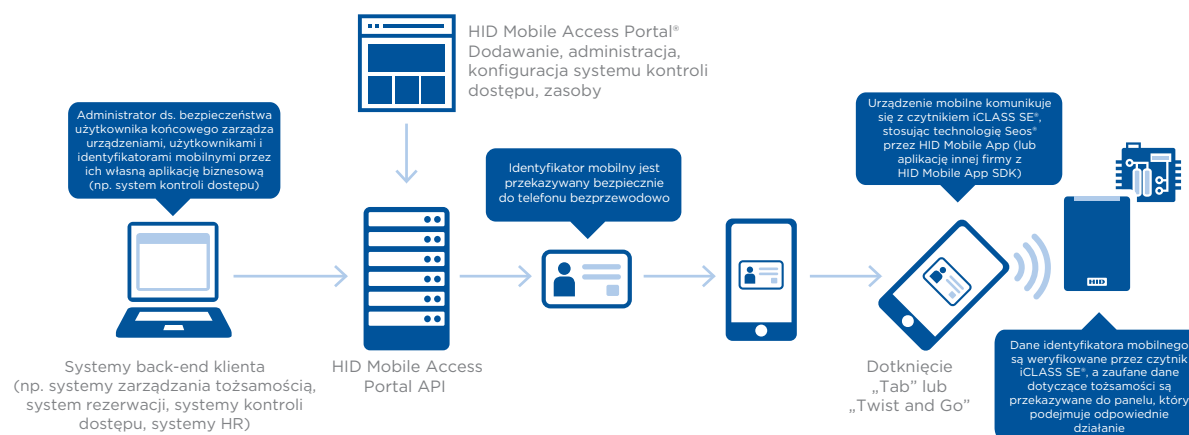 HID Mobile Access Portal®
Dodawanie, administracja,
konfiguracja systemu kontroli
dostępu, zasoby
Administrator ds. bezpieczeństwa
użytkownika końcowego zarządza
urządzeniami, użytkownikami i
identyfikatorami mobilnymi przez
ich własną aplikację biznesową
(np. system kontroli dostępu)
Identyfikator mobilny jest
przekazywany bezpiecznie
do telefonu bezprzewodowo
Urządzenie mobilne komunikuje
się z czytnikiem iCLASS SE®,
stosując technologię Seos®
przez HID Mobile App (lub
aplikację innej firmy z
HID Mobile App SDK)
HID
Systemy back-end klienta
(np. systemy zarządzania tożsamością,
system rezerwacji, systemy kontroli
dostępu, systemy HR)
HID Mobile Access
Portal API
Dotknięcie
„Tab” lub
„Twist and Go”
Dane identyfikatora mobilnego
są weryfikowane przez czytnik
iCLASS SE®, a zaufane dane
dotyczące tożsamości są
przekazywane do panelu, który
podejmuje odpowiednie
działanie